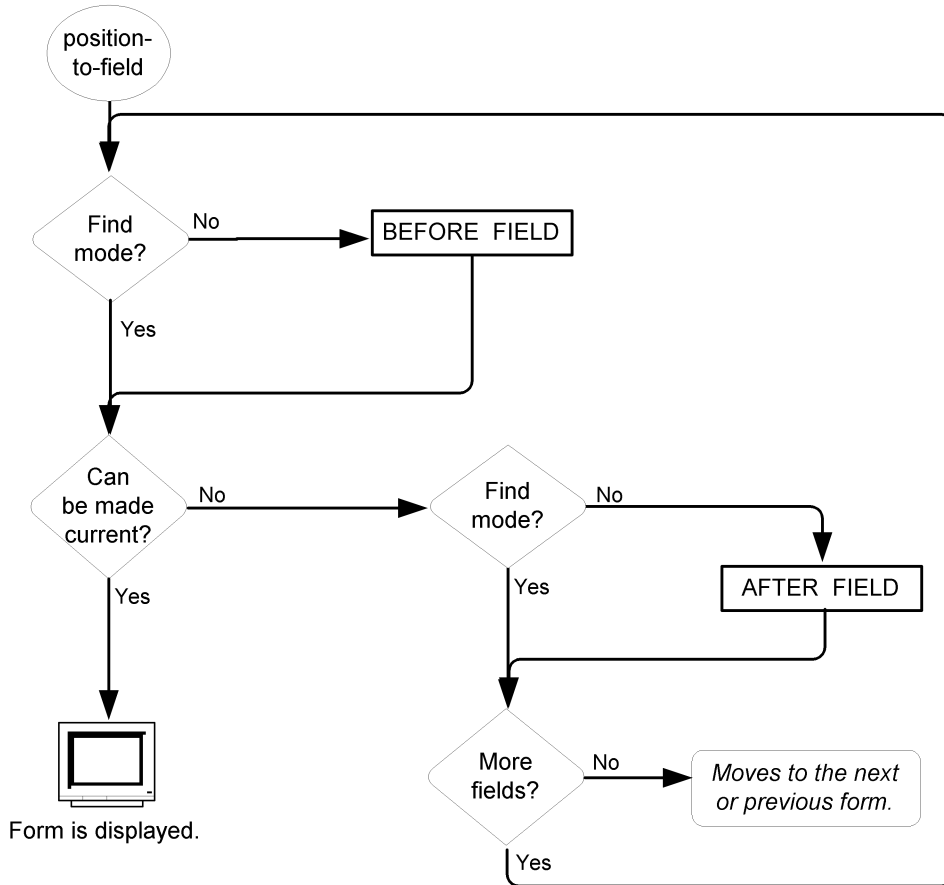 position-
to-field
Find
mode?
No
BEFORE FIELD
Yes
Can
be made
current?
No
Find
mode?
No
Yes
Yes
AFTER FIELD
More
fields?
No
Moves to the next
or previous form.
Form is displayed.
Yes